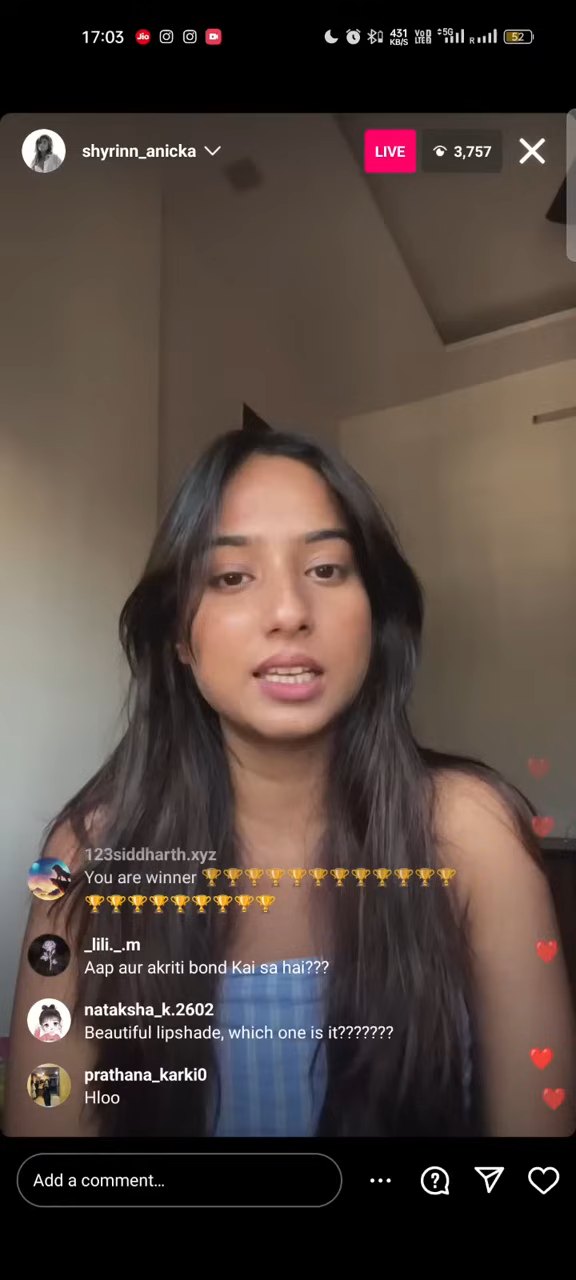 17:03 Jio 431 KB/S Vo LTE 5G R 52
shyrinn_anicka LIVE 3,757
123siddharth.xyz
You are winner 🏆🏆🏆🏆🏆🏆🏆🏆🏆🏆🏆🏆
🏆🏆🏆🏆🏆🏆🏆🏆🏆
_lili._.m
Aap aur akriti bond Kai sa hai???
nataksha_k.2602
Beautiful lipshade, which one is it???????
prathana_karki0
Hloo
Add a comment…